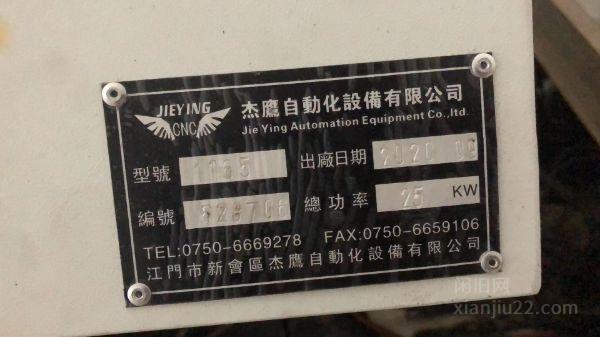 JIEYING
CNC
杰鷹自動化設備有限公司
Jie Ying Automation Equipment Co.,ltd.
型號 1165 出廠日期 2020 09
編號 總功率 25 KW
TEL:0750-6669278 FAX:0750-6659106
江門市新會區杰鷹自動化設備有限公司
闲旧网
xianjiu22.com